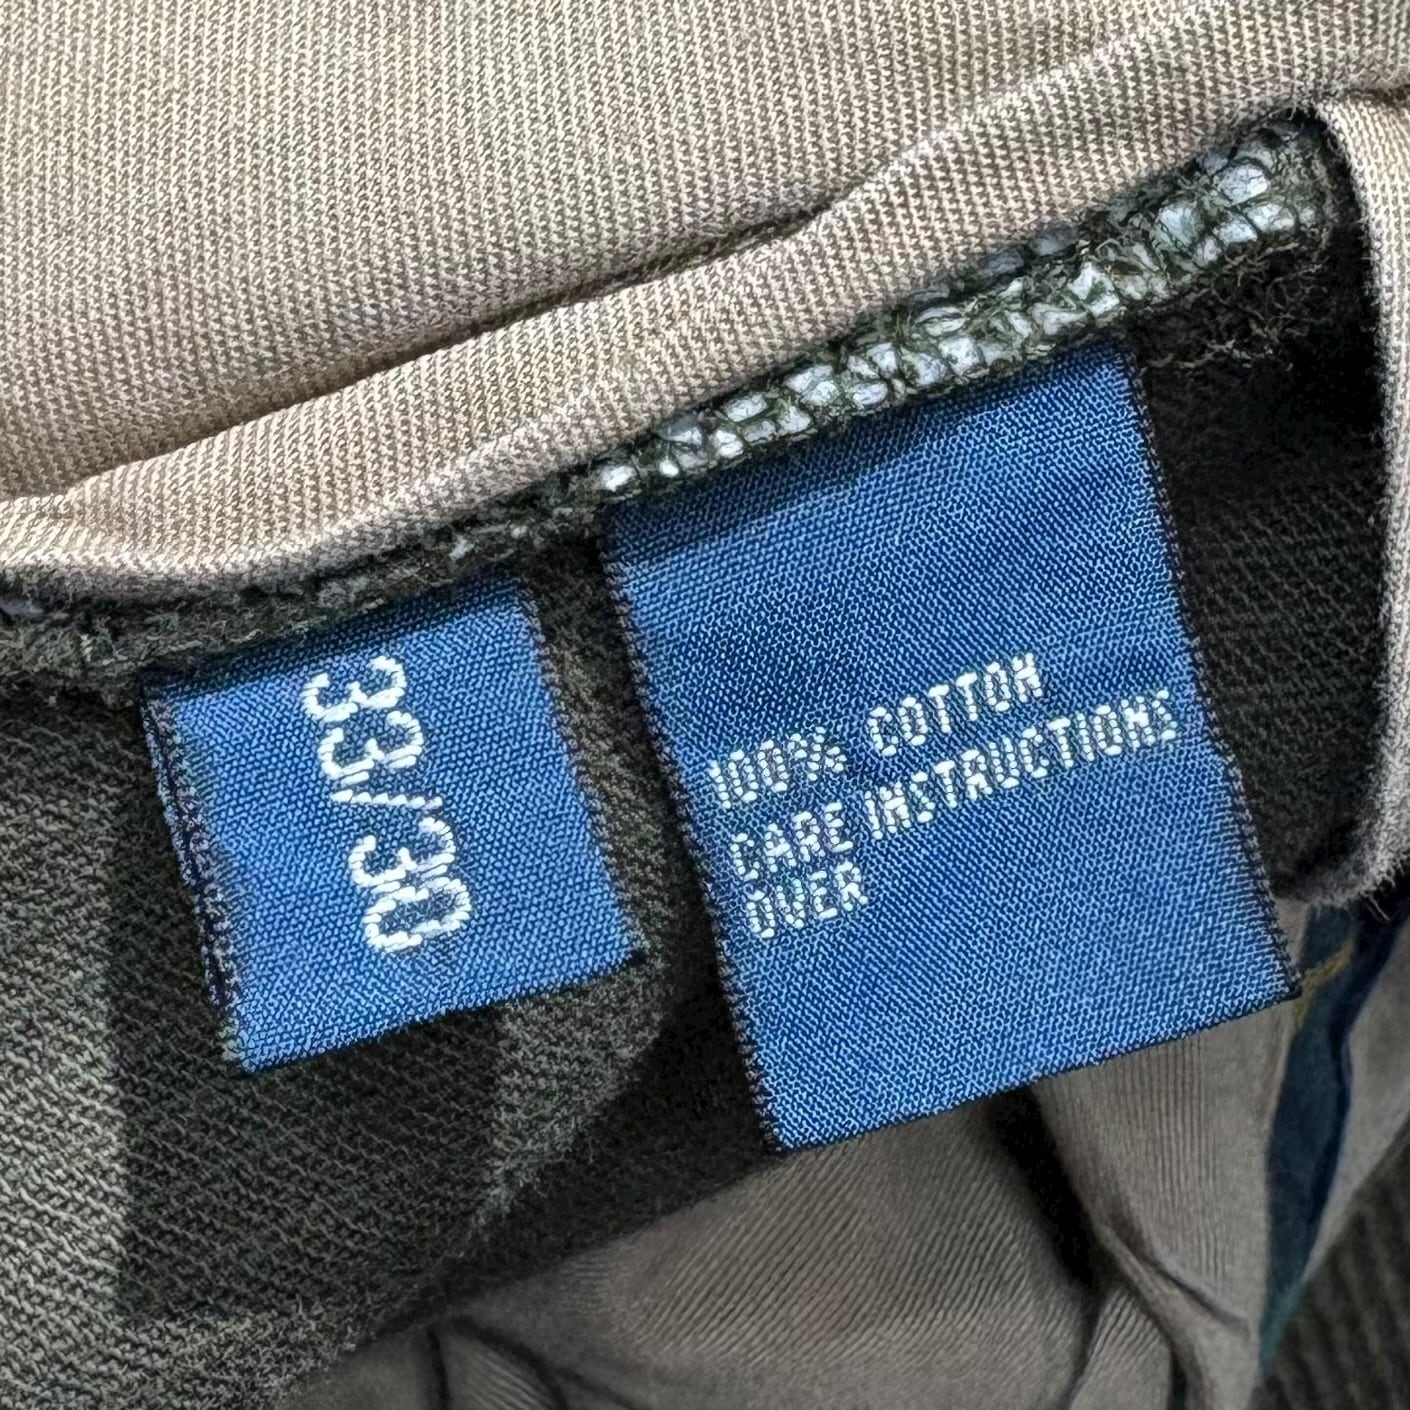 33/30
100% COTTON
CARE INSTRUCTIONS
OVER